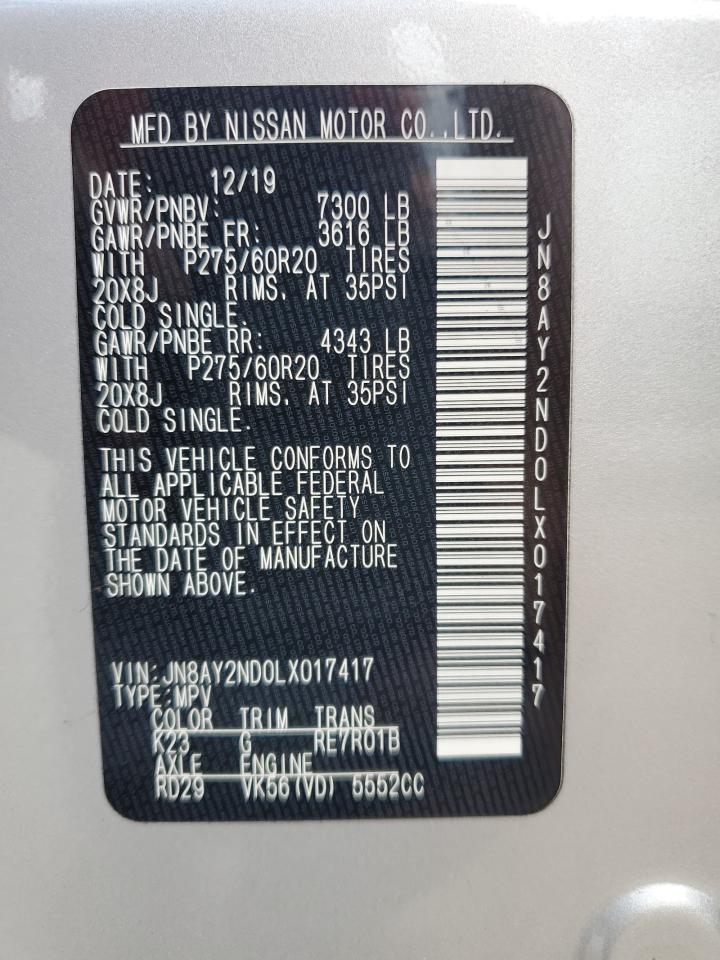 MFD BY NISSAN MOTOR CO.,LTD.
DATE: 12/19
GVWR/PNBV: 7300 LB
GAWR/PNBE FR: 3616 LB
WITH P275/60R20 TIRES
20X8J RIMS. AT 35PSI
COLD SINGLE.
GAWR/PNBE RR: 4343 LB
WITH P275/60R20 TIRES
20X8J RIMS. AT 35PSI
COLD SINGLE.
THIS VEHICLE CONFORMS TO
ALL APPLICABLE FEDERAL
MOTOR VEHICLE SAFETY
STANDARDS IN EFFECT ON
THE DATE OF MANUFACTURE
SHOWN ABOVE.
VIN:JN8AY2ND0LX017417
TYPE:MPV
COLOR TRIM TRANS
K23 G RE7R01B
AXLE ENGINE
RD29 VK56(VD) 5552CC
JN8AY2ND0LX017417